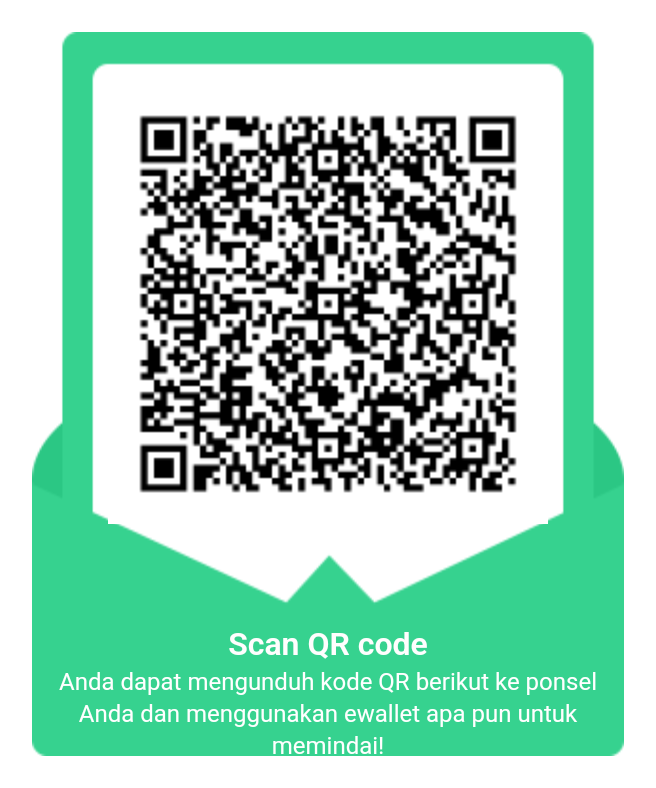 Scan QR code
Anda dapat mengunduh kode QR berikut ke ponsel
Anda dan menggunakan ewallet apa pun untuk
memindai!